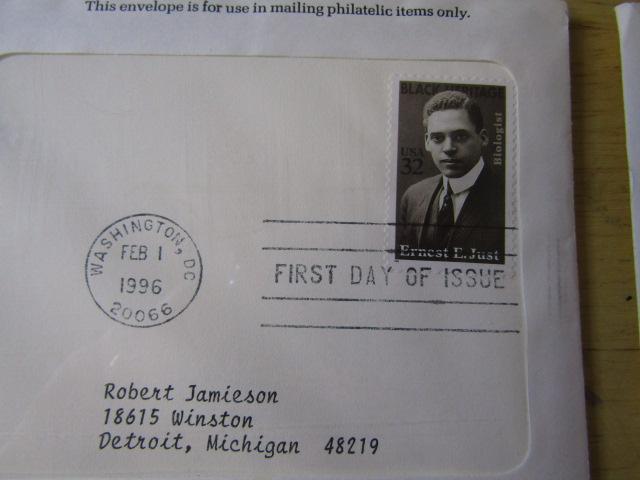 This envelope is for use in mailing philatelic items only.
BLACK HERITAGE
Biologist
USA
32
Ernest E. Just
WASHINGTON, DC
FEB 1
1996
20066
FIRST DAY OF ISSUE
Robert Jamieson
18615 Winston
Detroit, Michigan 48219